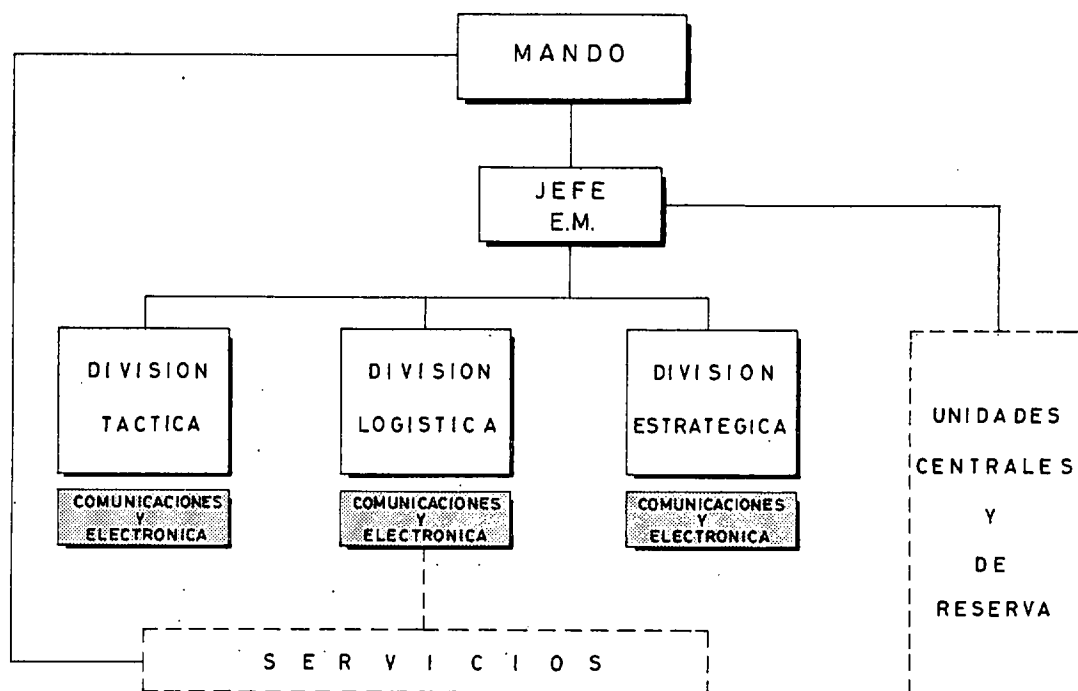 MANDO
JEFE
E.M.
DIVISION
TACTICA
DIVISION
LOGISTICA
DIVISION
ESTRATEGICA
UNIDADES
CENTRALES
Y
DE
RESERVA
COMUNICACIONES
Y
ELECTRONICA
COMUNICACIONES
Y
ELECTRONICA
COMUNICACIONES
Y
ELECTRONICA
SERVICIOS